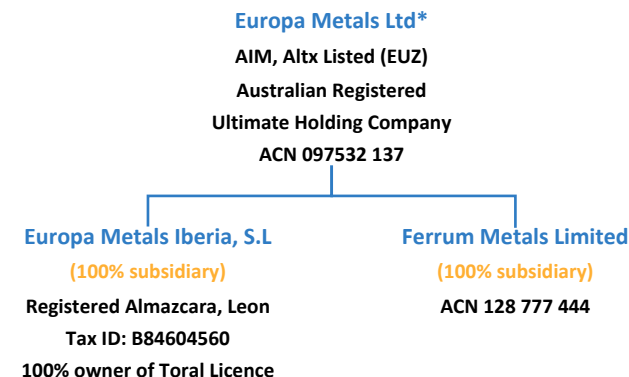 Europa Metals Ltd*
AIM, Altx Listed (EUZ)
Australian Registered
Ultimate Holding Company
ACN 097532 137
Europa Metals Iberia, S.L
(100% subsidiary)
Registered Almazcara, Leon
Tax ID: B84604560
100% owner of Toral Licence
Ferrum Metals Limited
(100% subsidiary)
ACN 128 777 444